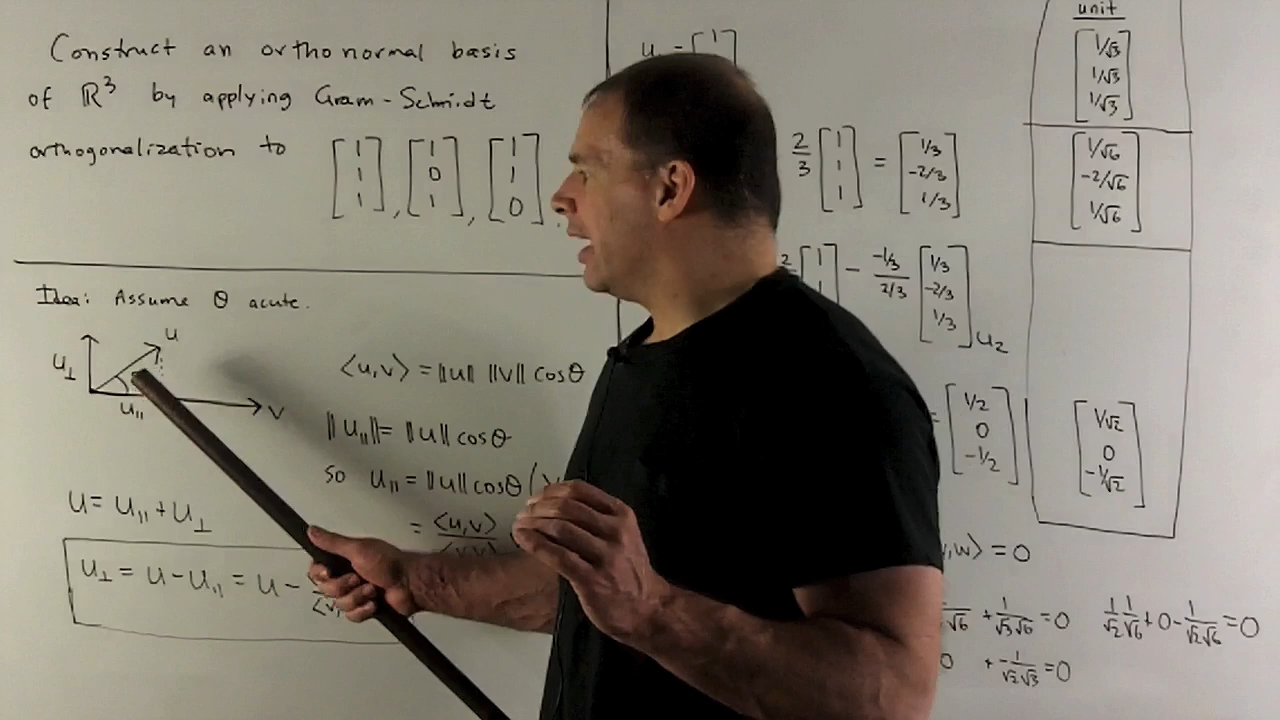 Construct an orthonormal basis
of ℝ³ by applying Gram-Schmidt
orthogonalization to [1 1 1], [1 0 1], [1 1 0].
Idea: Assume θ acute.
u⊥ u
u∥ v
u = u∥ + u⊥
u⊥ = u - u∥ = u -
⟨u,v⟩ = ‖u‖ ‖v‖ cosθ
‖u∥‖ = ‖u‖ cosθ
so u∥ = ‖u‖ cosθ (
= ⟨u,v⟩/⟨v,v⟩
2/3 [1 1 1] = [1/3 -2/3 1/3]
- (-1/3)/(2/3) [1/3 -2/3 1/3] u₂
= [1/2 0 -1/2]
,w⟩ = 0
√6 + 1/(√3√6) = 0
0 + -1/(√2√3) = 0
1/√2 1/√6 + 0 - 1/(√2√6) = 0
unit
[1/√3 1/√3 1/√3]
[1/√6 -2/√6 1/√6]
[1/√2 0 -1/√2]